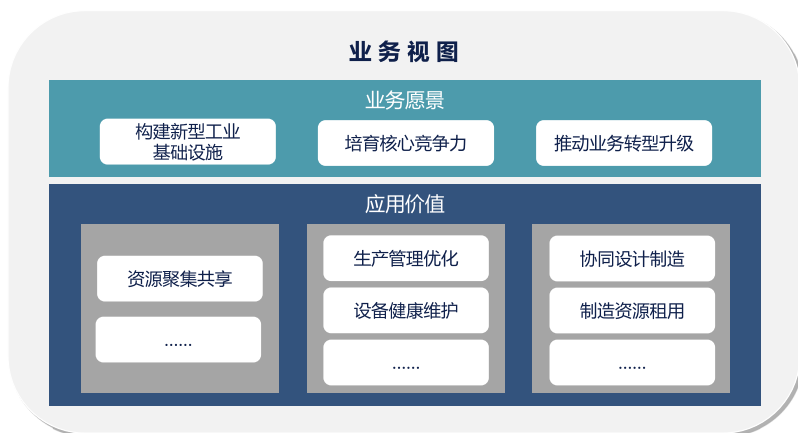 业务视图
业务愿景
构建新型工业
基础设施
培育核心竞争力
推动业务转型升级
应用价值
资源聚集共享
......
生产管理优化
设备健康维护
......
协同设计制造
制造资源租用
......